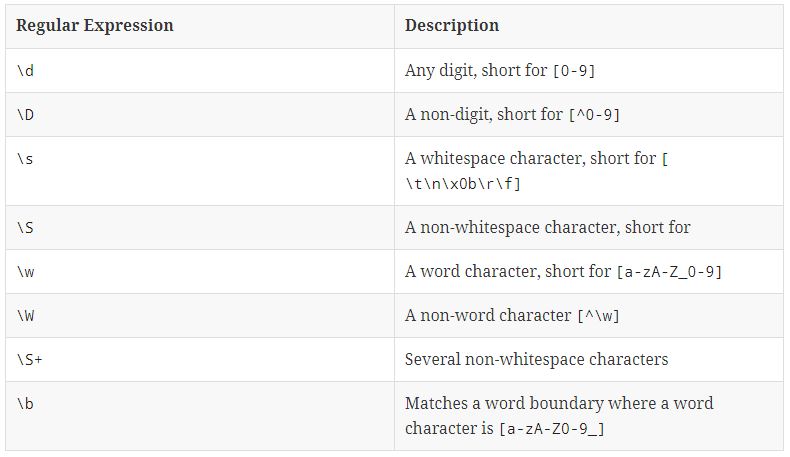 Regular Expression Description
\d Any digit, short for [0-9]
\D A non-digit, short for [^0-9]
\s A whitespace character, short for [
\t\n\x0b\r\f]
\S A non-whitespace character, short for
\w A word character, short for [a-zA-Z_0-9]
\W A non-word character [^\w]
\S+ Several non-whitespace characters
\b Matches a word boundary where a word
character is [a-zA-Z0-9_]